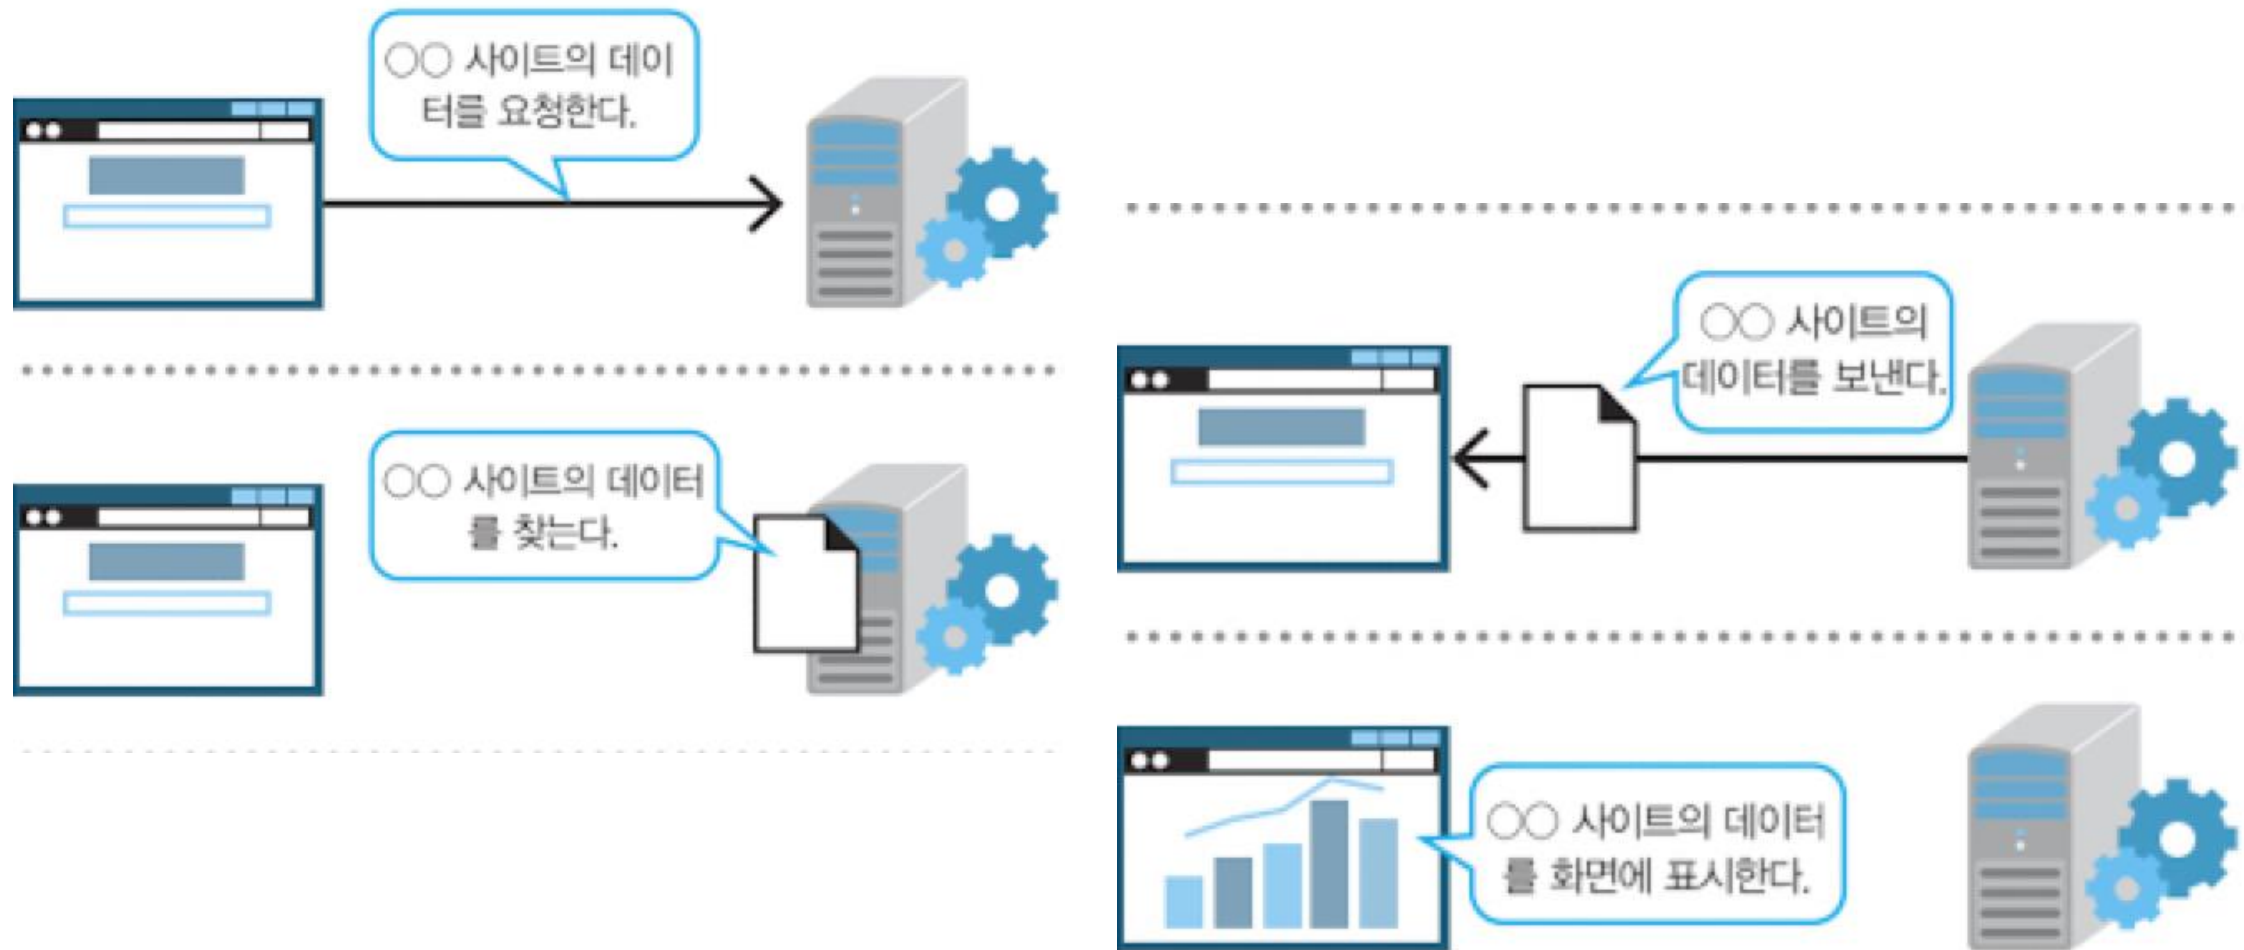 ○○ 사이트의 데이
터를 요청한다.
○○ 사이트의 데이터
를 찾는다.
○○ 사이트의
데이터를 보낸다.
○○ 사이트의 데이터
를 화면에 표시한다.